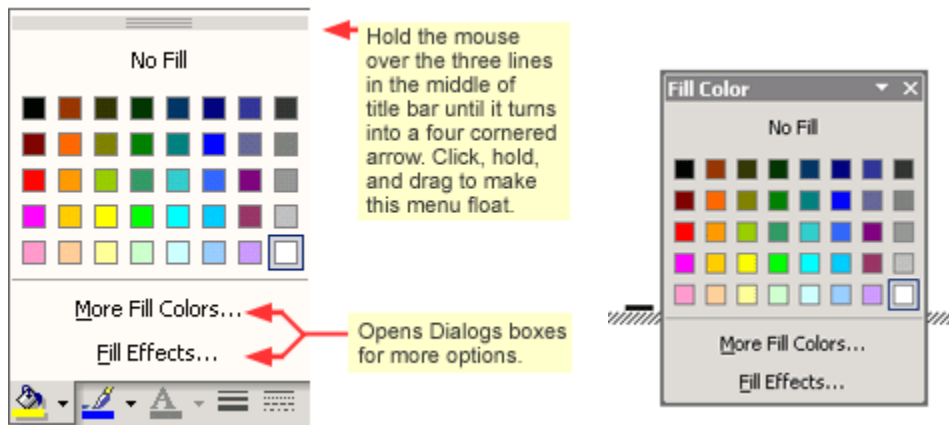 No Fill
More Fill Colors...
Fill Effects...
A
Hold the mouse
over the three lines
in the middle of
title bar until it turns
into a four cornered
arrow. Click, hold,
and drag to make
this menu float.
Opens Dialogs boxes
for more options.
Fill Color
No Fill
More Fill Colors...
Fill Effects...